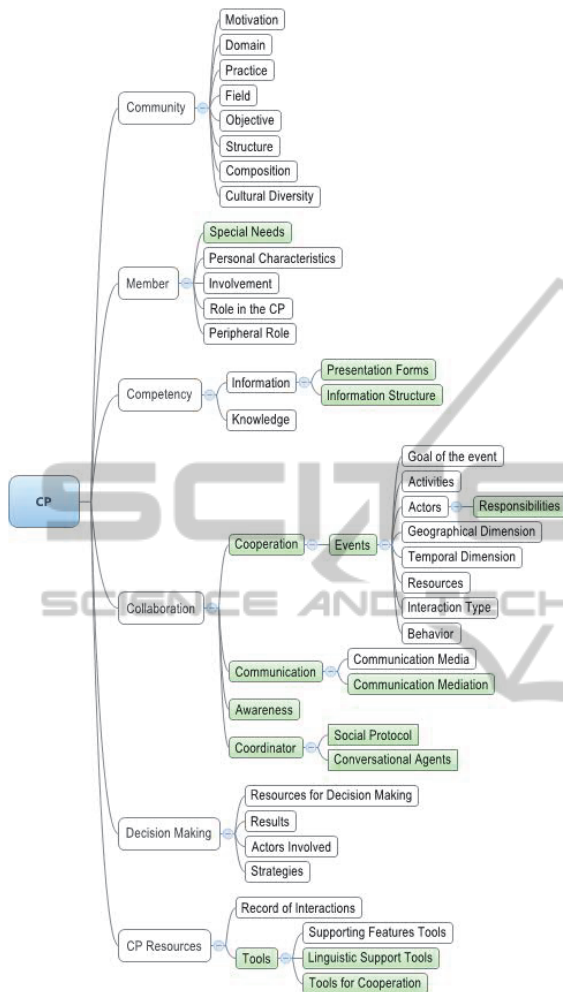 CP
Community
Motivation
Domain
Practice
Field
Objective
Structure
Composition
Cultural Diversity
Member
Special Needs
Personal Characteristics
Involvement
Role in the CP
Peripheral Role
Competency
Information
Presentation Forms
Information Structure
Knowledge
Collaboration
Cooperation
Events
Goal of the event
Activities
Actors
Responsibilities
Geographical Dimension
Temporal Dimension
Resources
Interaction Type
Behavior
Communication
Communication Media
Communication Mediation
Awareness
Coordinator
Social Protocol
Conversational Agents
Decision Making
Resources for Decision Making
Results
Actors Involved
Strategies
CP Resources
Record of Interactions
Tools
Supporting Features Tools
Linguistic Support Tools
Tools for Cooperation
SCITE
SCIENCE AND TECH